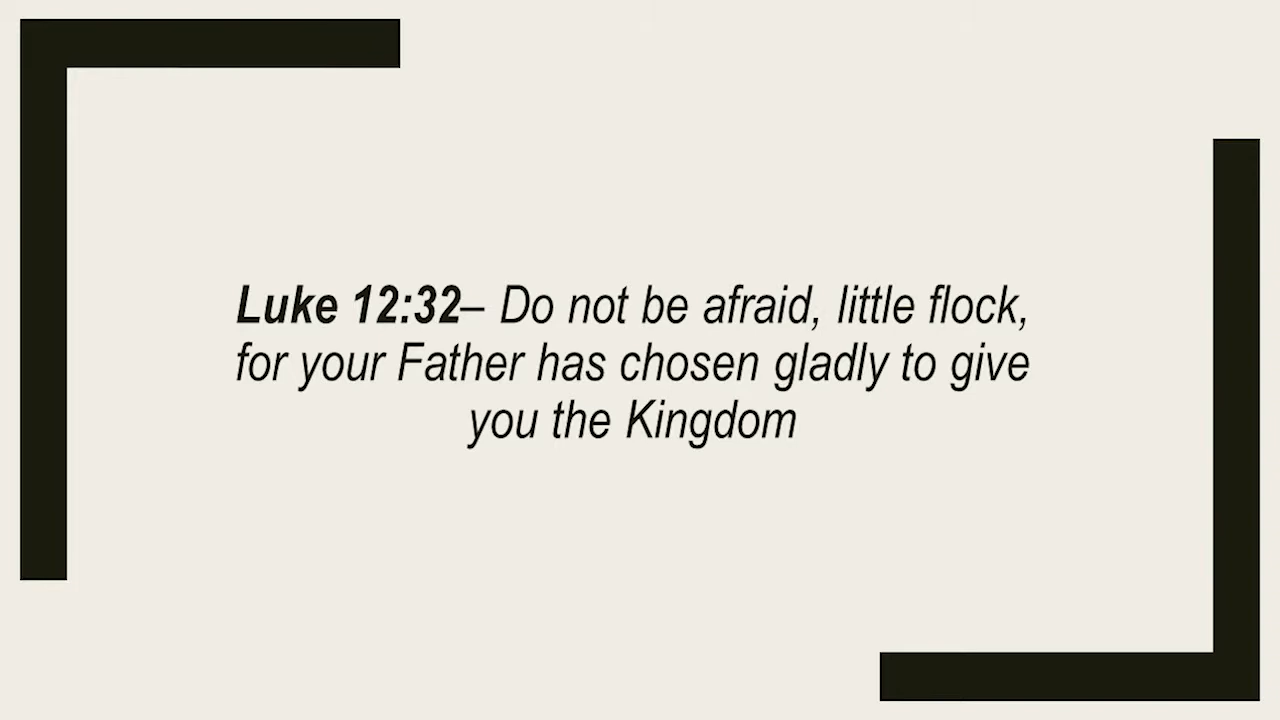 Luke 12:32– Do not be afraid, little flock,
for your Father has chosen gladly to give
you the Kingdom